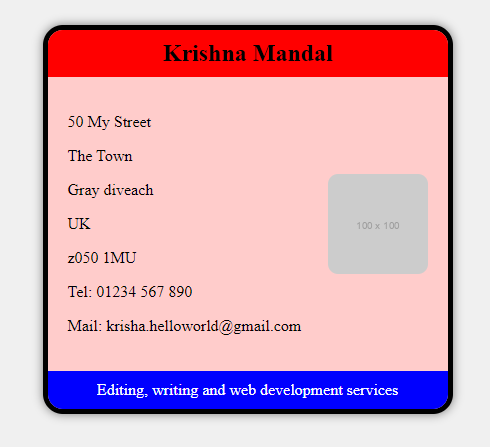 Krishna Mandal
50 My Street
The Town
Gray diveach
UK
z050 1MU
Tel: 01234 567 890
Mail: krisha.helloworld@gmail.com
100 x 100
Editing, writing and web development services